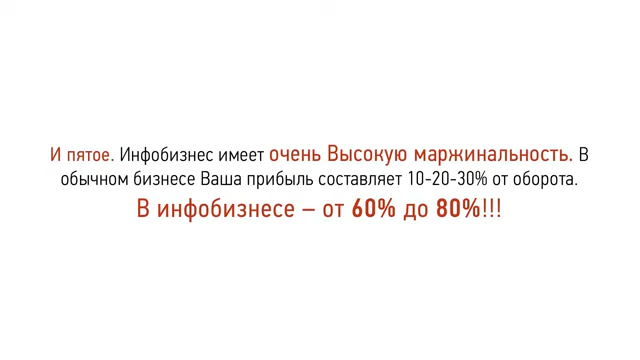 И пятое. Инфобизнес имеет очень Высокую маржинальность. В
обычном бизнесе Ваша прибыль составляет 10-20-30% от оборота.
В инфобизнесе – от 60% до 80%!!!